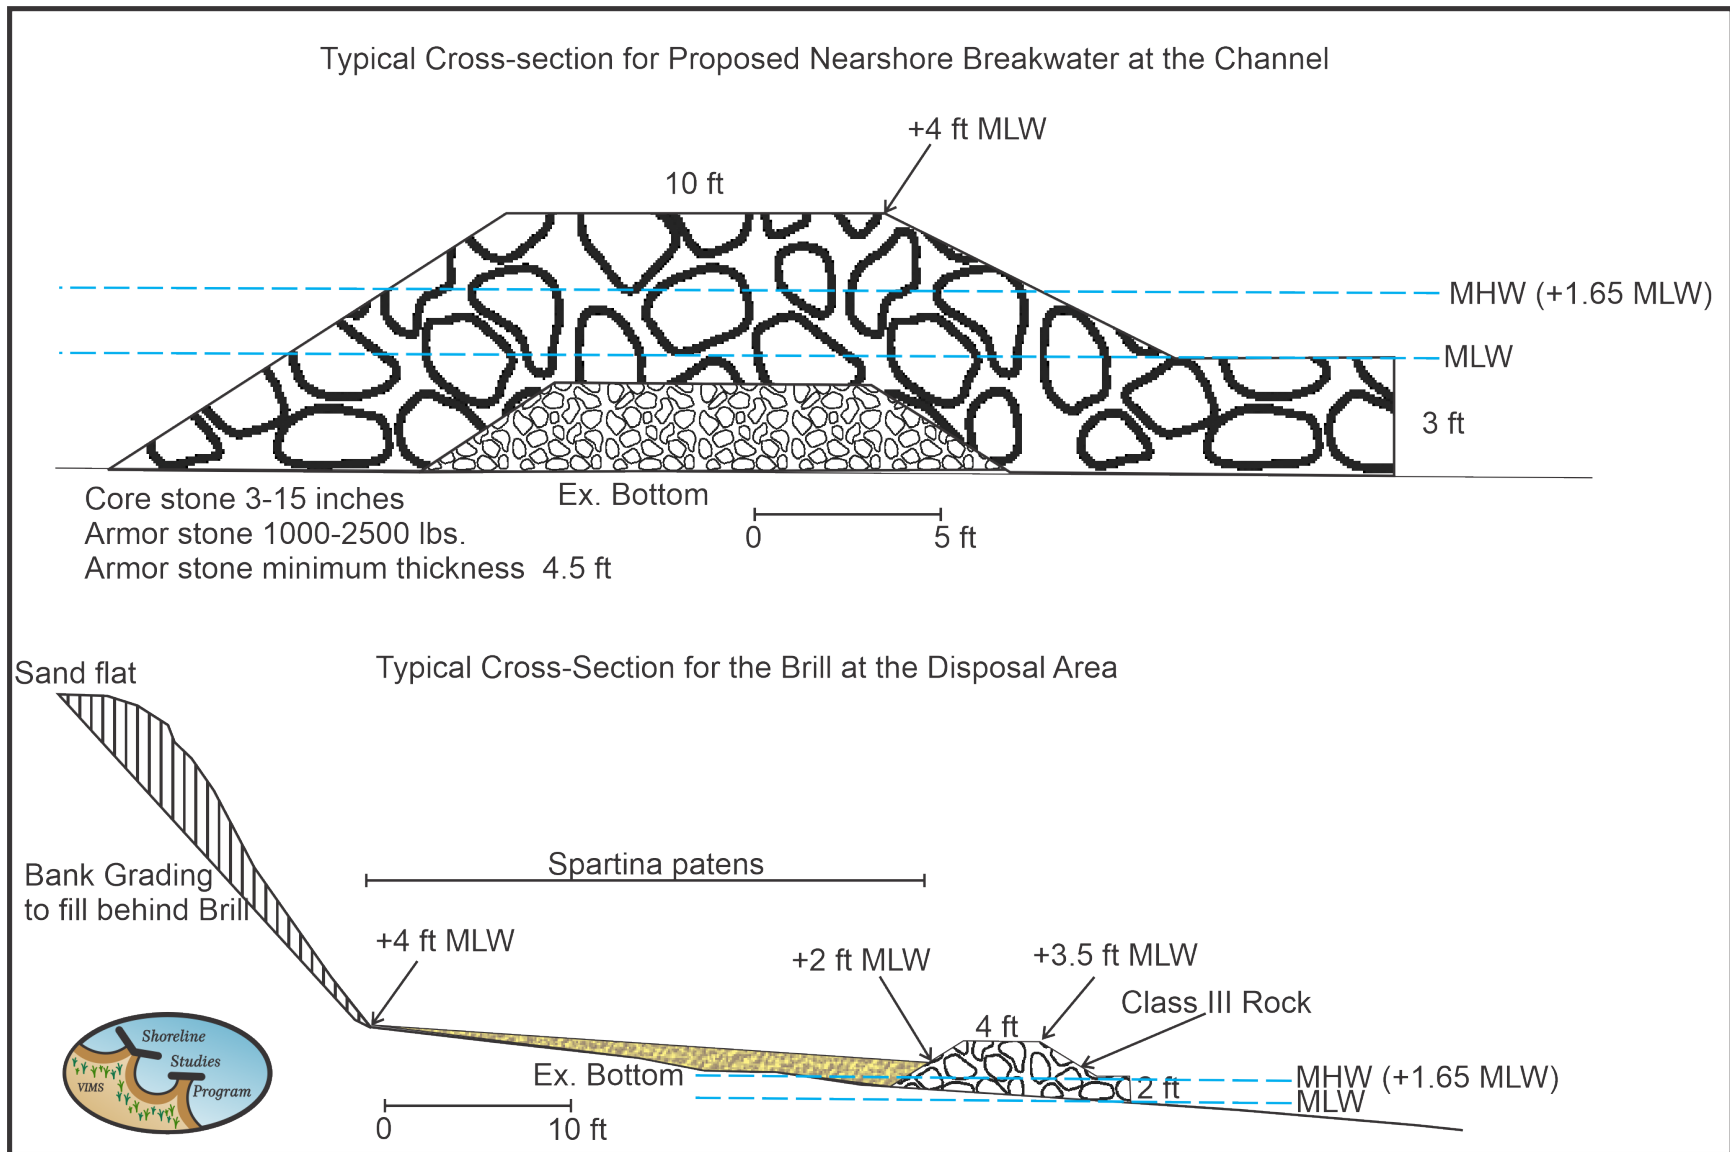 Typical Cross-section for Proposed Nearshore Breakwater at the Channel
+4 ft MLW
10 ft
MHW (+1.65 MLW)
MLW
3 ft
Core stone 3-15 inches
Armor stone 1000-2500 lbs.
Armor stone minimum thickness 4.5 ft
Ex. Bottom
0
5 ft
Typical Cross-Section for the Brill at the Disposal Area
Sand flat
Bank Grading
to fill behind Brill
Spartina patens
+4 ft MLW
+2 ft MLW
+3.5 ft MLW
Class III Rock
4 ft
Ex. Bottom
2 ft
MHW (+1.65 MLW)
MLW
0
10 ft
Shoreline
Studies
Program
VIMS